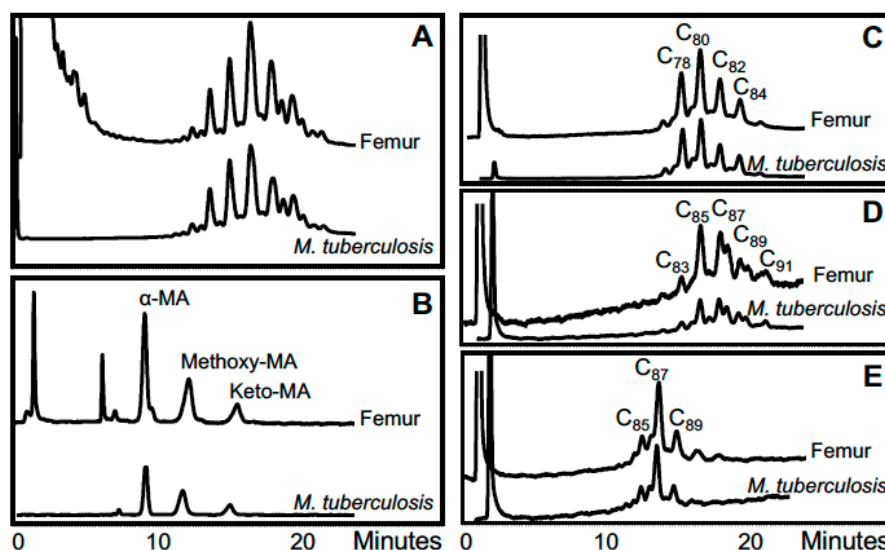 A
Femur
M. tuberculosis
B
α-MA
Methoxy-MA
Keto-MA
Femur
M. tuberculosis
0 10 20 Minutes
C
C₇₈ C₈₀ C₈₂ C₈₄
Femur
M. tuberculosis
D
C₈₃ C₈₅ C₈₇ C₈₉ C₉₁
Femur
M. tuberculosis
E
C₈₅ C₈₇ C₈₉
Femur
M. tuberculosis
0 10 20 Minutes